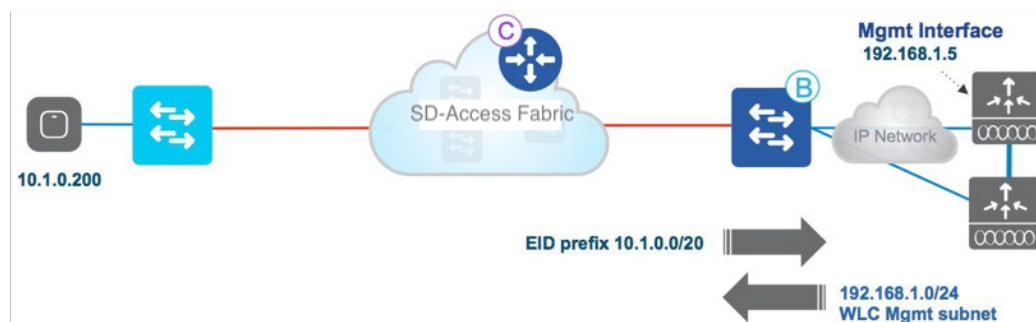 C
Mgmt Interface
192.168.1.5
B
SD-Access Fabric
IP Network
10.1.0.200
EID prefix 10.1.0.0/20
192.168.1.0/24
WLC Mgmt subnet